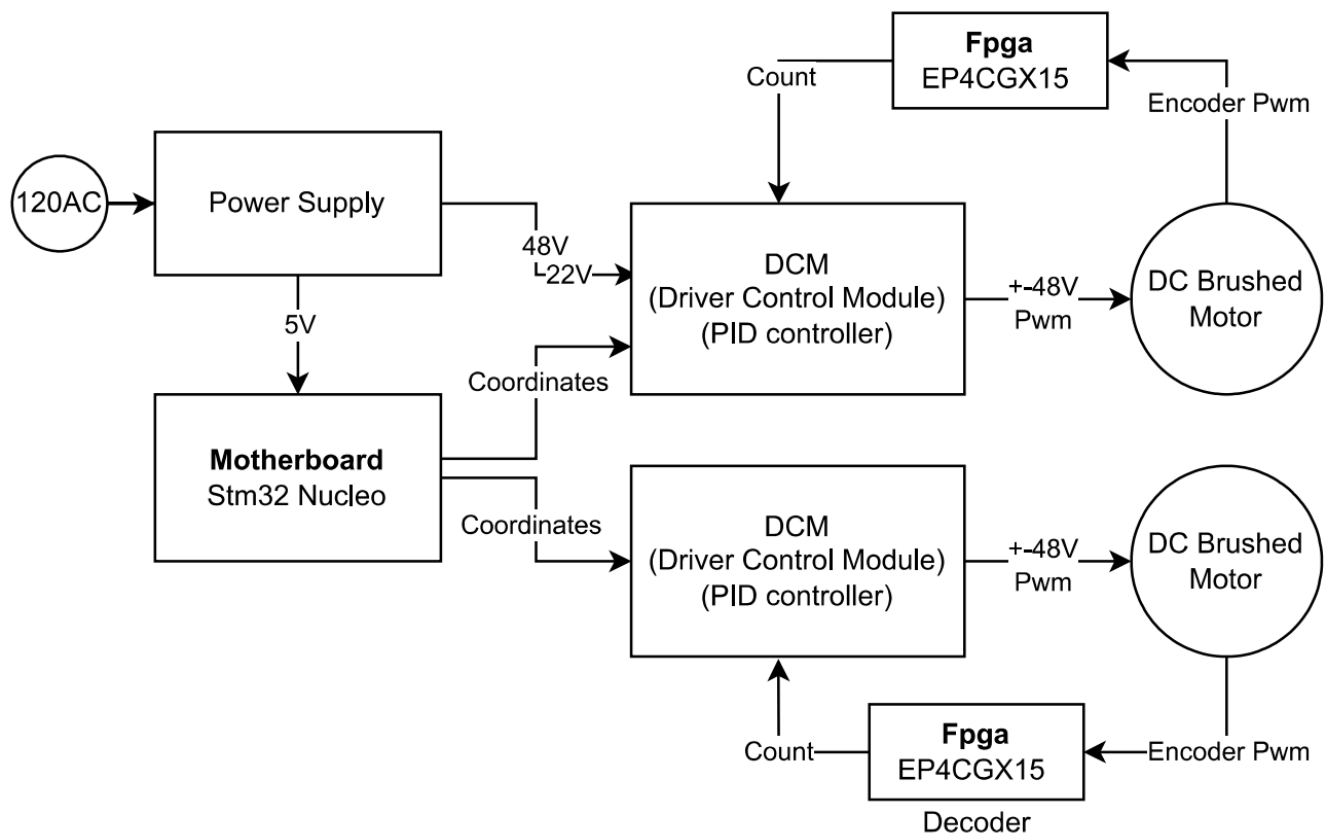 Fpga
EP4CGX15
Count
Encoder Pwm
120AC
Power Supply
48V
22V
DCM
(Driver Control Module)
(PID controller)
+-48V
Pwm
DC Brushed
Motor
5V
Coordinates
Motherboard
Stm32 Nucleo
Coordinates
DCM
(Driver Control Module)
(PID controller)
+-48V
Pwm
DC Brushed
Motor
Count
Fpga
EP4CGX15
Encoder Pwm
Decoder